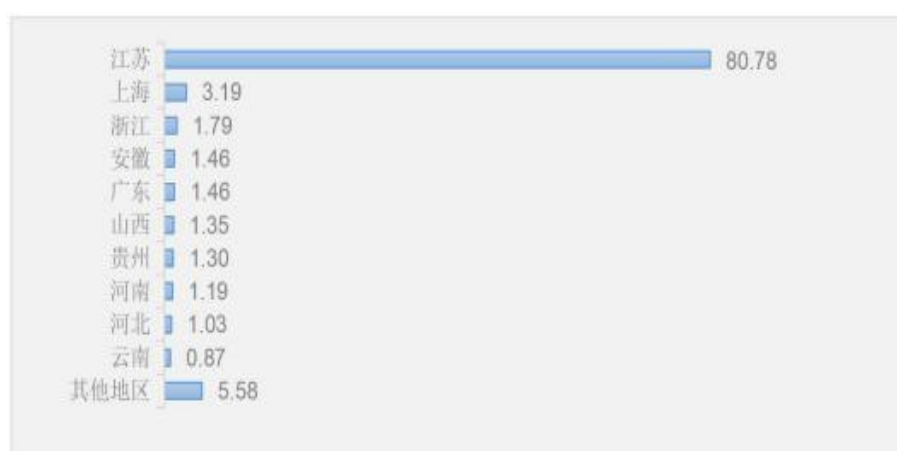 江苏 80.78
上海 3.19
浙江 1.79
安徽 1.46
广东 1.46
山西 1.35
贵州 1.30
河南 1.19
河北 1.03
云南 0.87
其他地区 5.58